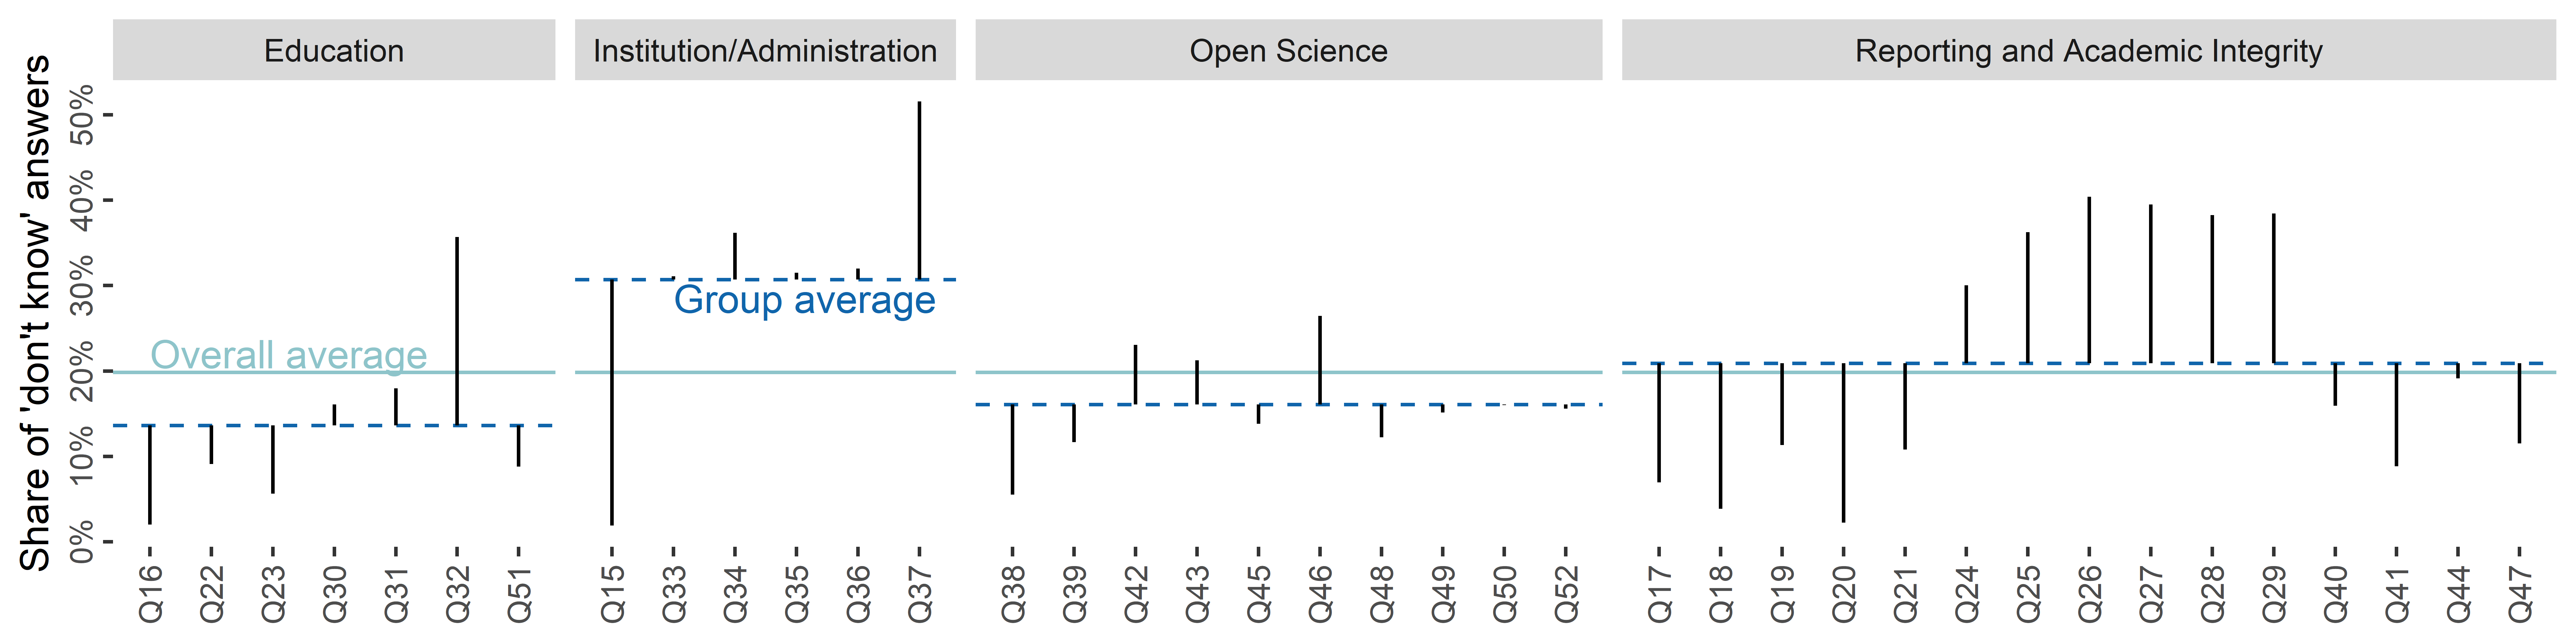 Education
Institution/Administration
Open Science
Reporting and Academic Integrity
Share of 'don't know' answers
50%
40%
30%
20%
10%
0%
Overall average
Group average
Q16 Q22 Q23 Q30 Q31 Q32 Q51
Q15 Q33 Q34 Q35 Q36 Q37
Q38 Q39 Q42 Q43 Q45 Q46 Q48 Q49 Q50 Q52
Q17 Q18 Q19 Q20 Q21 Q24 Q25 Q26 Q27 Q28 Q29 Q40 Q41 Q44 Q47